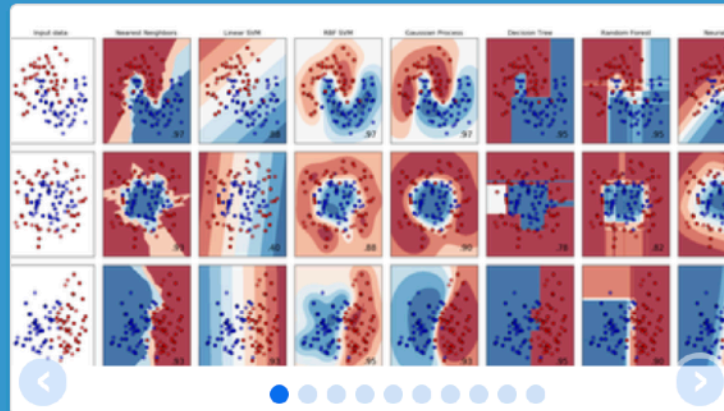 Input data Nearest Neighbors Linear SVM RBF SVM Gaussian Process Decision Tree Random Forest
.97 .88 .97 .97 .95 .95
.93 .40 .88 .90 .78 .82
.93 .93 .95 .93 .95